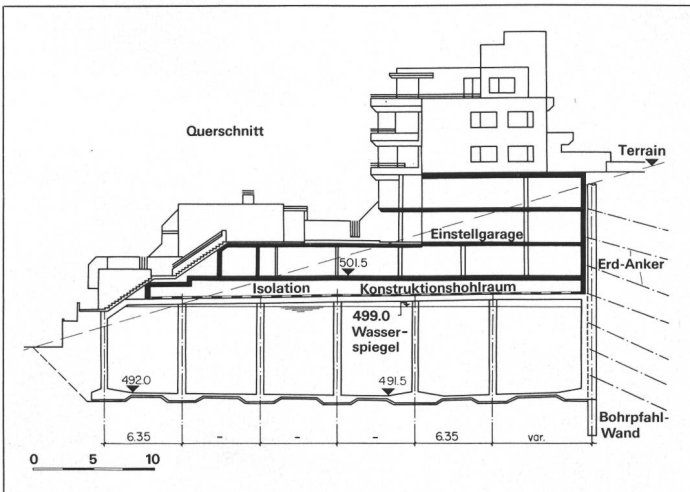 Querschnitt
Terrain
Einstellgarage
501.5
Erd-Anker
Isolation Konstruktionshohlraum
499.0
Wasser-
spiegel
492.0 491.5
Bohrpfahl-
Wand
6.35 - - - 6.35 var.
0 5 10